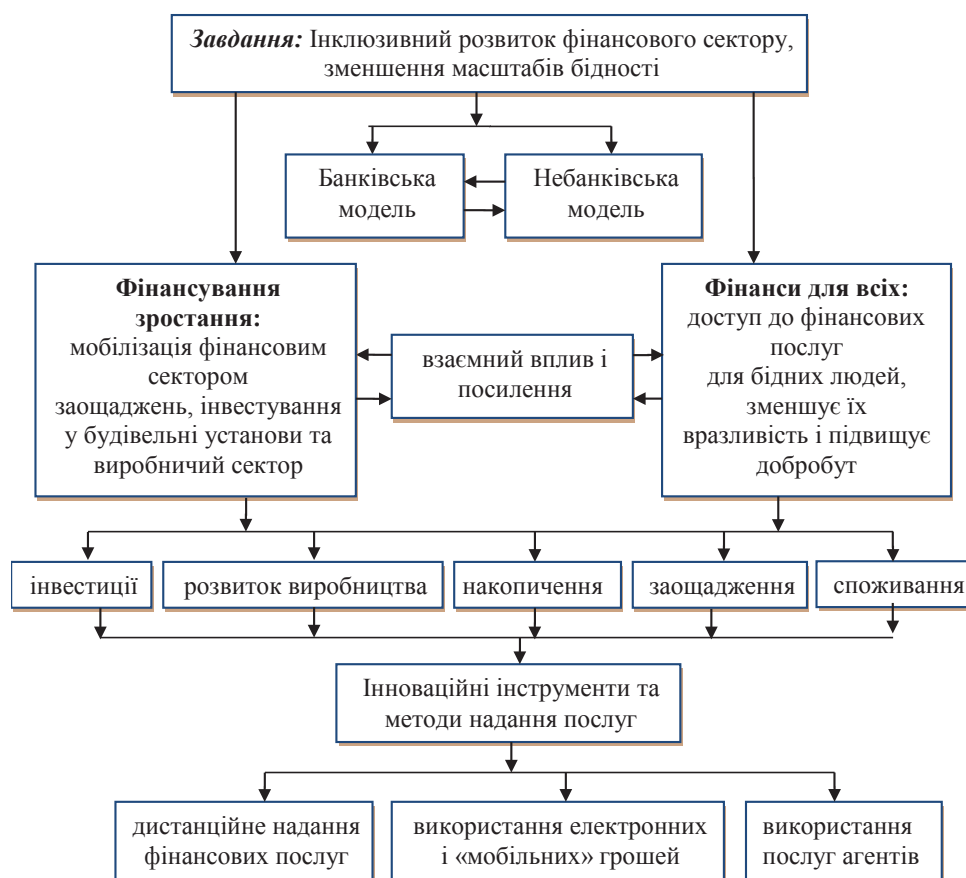 Завдання: Інклюзивний розвиток фінансового сектору,
зменшення масштабів бідності
Банківська
модель
Небанківська
модель
Фінансування
зростання:
мобілізація фінансовим
сектором
заощаджень, інвестування
у будівельні установи та
виробничий сектор
взаємний вплив і
посилення
Фінанси для всіх:
доступ до фінансових
послуг
для бідних людей,
зменшує їх
вразливість і підвищує
добробут
інвестиції
розвиток виробництва
накопичення
заощадження
споживання
Інноваційні інструменти та
методи надання послуг
дистанційне надання
фінансових послуг
використання електронних
і «мобільних» грошей
використання
послуг агентів